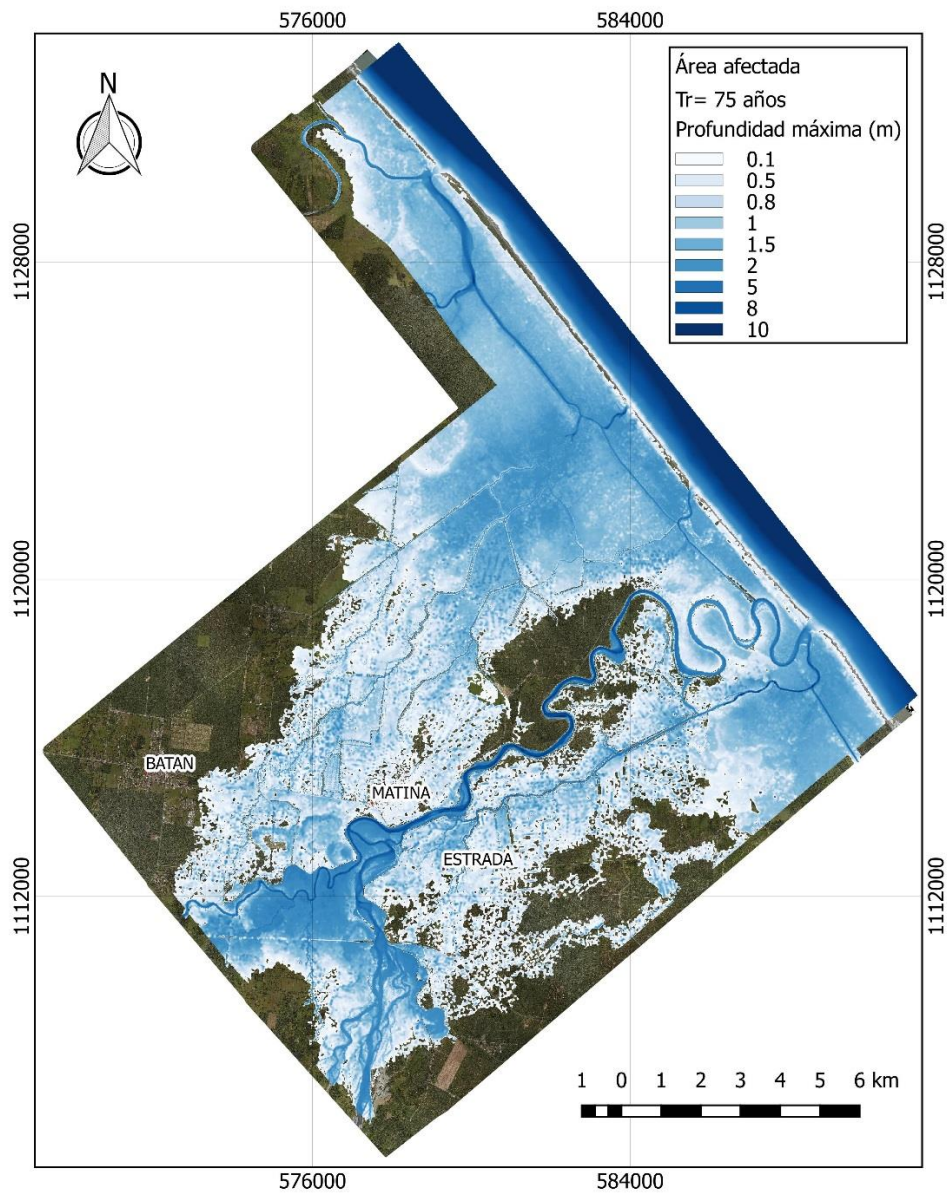 576000 584000
N
Área afectada
Tr= 75 años
Profundidad máxima (m)
0.1
0.5
0.8
1
1.5
2
5
8
10
1128000 1128000
1120000 1120000
BATAN
MATINA
ESTRADA
1112000 1112000
1 0 1 2 3 4 5 6 km
576000 584000